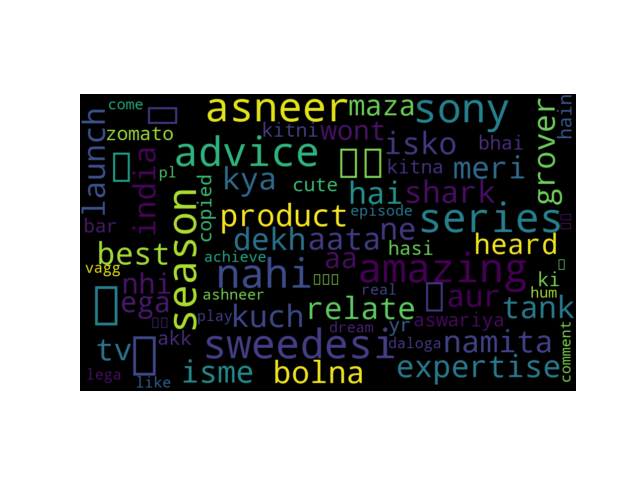 come
asneer
maza
sony
launch
zomato
kitni
wont
isko
bhai
grover
hain
india
advice
pl
kya
cute
hai
kitna
shark
meri
season
copied
product
episode
series
best
bar
dekh
aata
ne
hasi
heard
vagg
achieve
nahi
aa
amazing
ki
nhi
ega
ashneer
real
aur
hum
play
kuch
relate
tank
dream
yr
aswariya
tv
akk
sweedesi
daloga
namita
lega
like
isme
bolna
expertise
comment